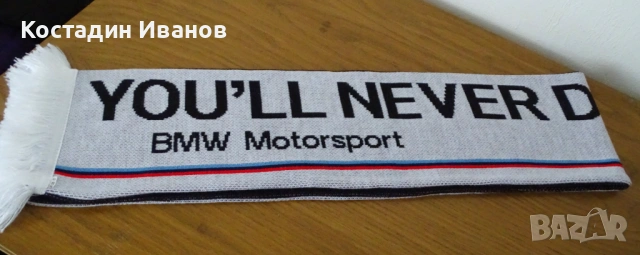 Костадин Иванов
YOU'LL NEVER D
BMW Motorsport
BAZAR